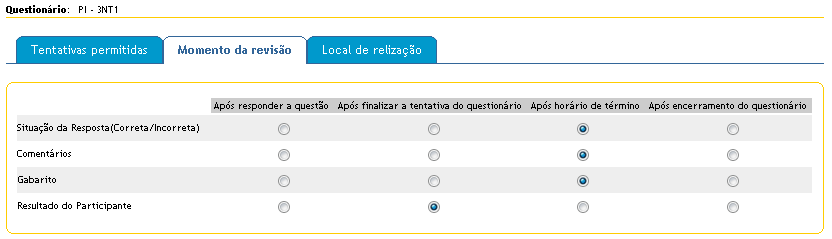 Questionário: PI - 3NT1
Tentativas permitidas Momento da revisão Local de relização
Após responder a questão Após finalizar a tentativa do questionário Após horário de término Após encerramento do questionário
Situação da Resposta(Correta/Incorreta)
Comentários
Gabarito
Resultado do Participante